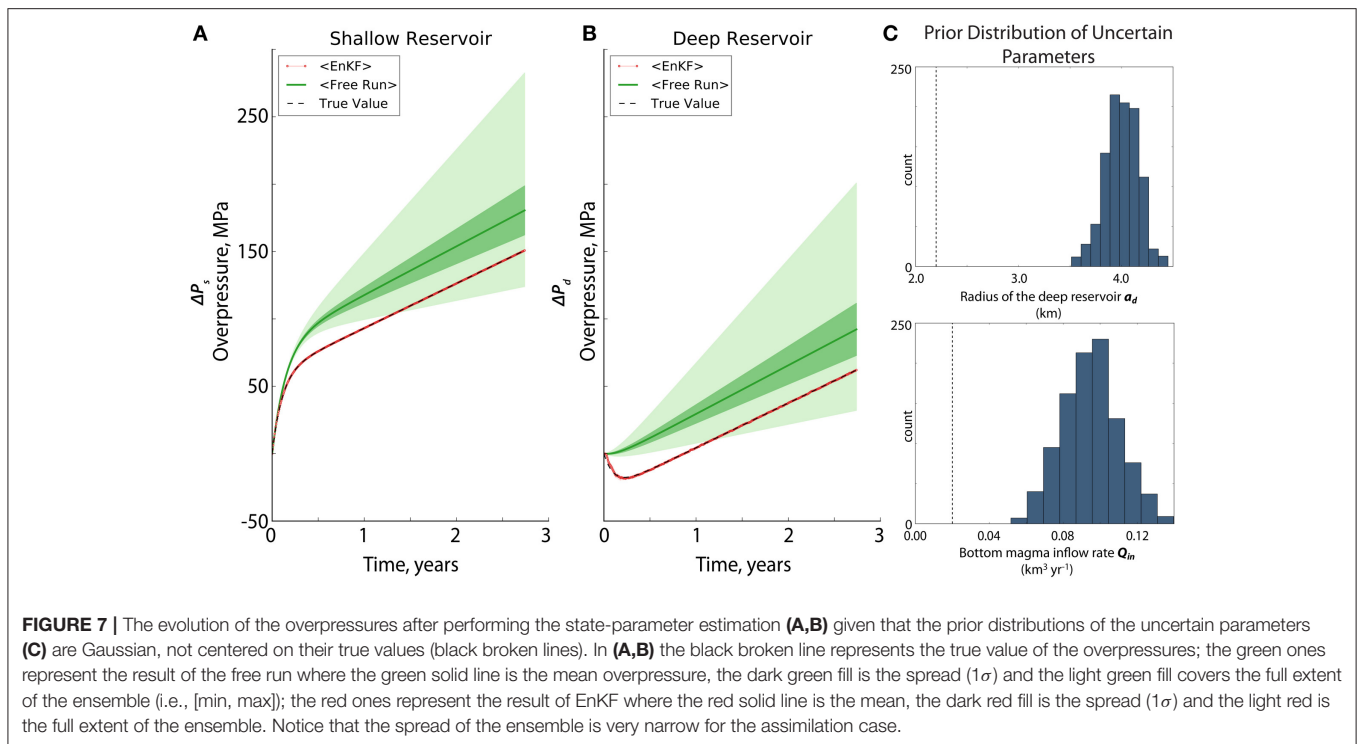 A
Shallow Reservoir
<EnKF>
<Free Run>
True Value
250
150
50
-50
ΔPs
Overpressure, MPa
0 1 2 3
Time, years
B
Deep Reservoir
<EnKF>
<Free Run>
True Value
ΔPd
Overpressure, MPa
0 1 2 3
Time, years
C
Prior Distribution of Uncertain
Parameters
250
count
0
2.0 3.0 4.0
Radius of the deep reservoir ad
(km)
250
count
0
0.00 0.04 0.08 0.12
Bottom magma inflow rate Qin
(km³ yr⁻¹)
FIGURE 7 | The evolution of the overpressures after performing the state-parameter estimation (A,B) given that the prior distributions of the uncertain parameters
(C) are Gaussian, not centered on their true values (black broken lines). In (A,B) the black broken line represents the true value of the overpressures; the green ones
represent the result of the free run where the green solid line is the mean overpressure, the dark green fill is the spread (1σ) and the light green fill covers the full extent
of the ensemble (i.e., [min, max]); the red ones represent the result of EnKF where the red solid line is the mean, the dark red fill is the spread (1σ) and the light red is
the full extent of the ensemble. Notice that the spread of the ensemble is very narrow for the assimilation case.